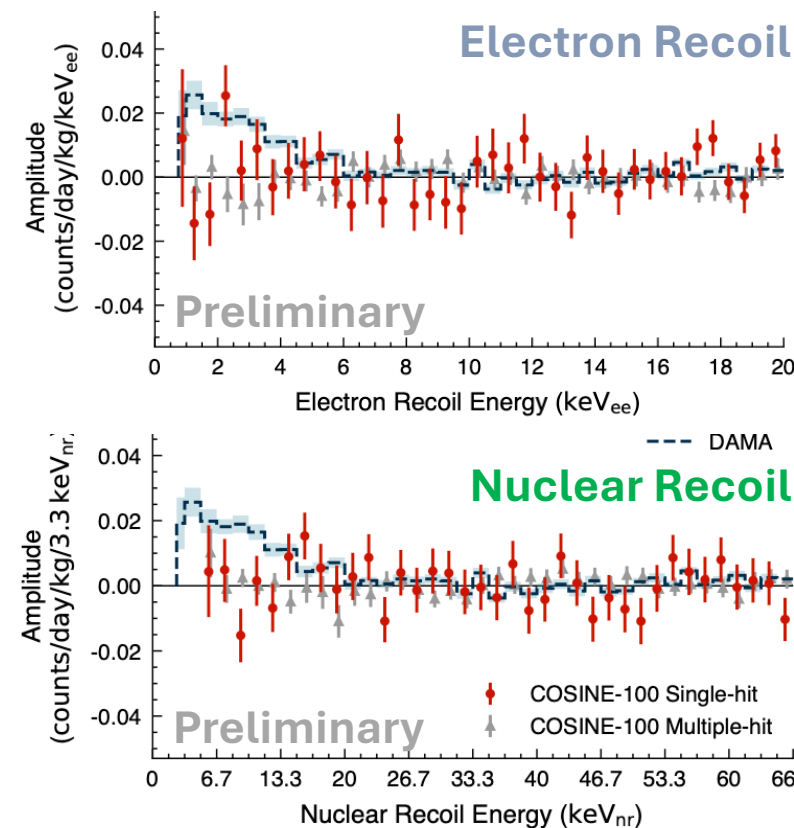 Electron Recoil
0.04
0.02
0.00
-0.02
-0.04
Amplitude
(counts/day/kg/keVee)
Preliminary
0 2 4 6 8 10 12 14 16 18 20
Electron Recoil Energy (keVee)
DAMA
Nuclear Recoil
0.04
0.02
0.00
-0.02
-0.04
Amplitude
(counts/day/kg/3.3 keVnr)
COSINE-100 Single-hit
COSINE-100 Multiple-hit
Preliminary
0 6.7 13.3 20 26.7 33.3 40 46.7 53.3 60 66
Nuclear Recoil Energy (keVnr)